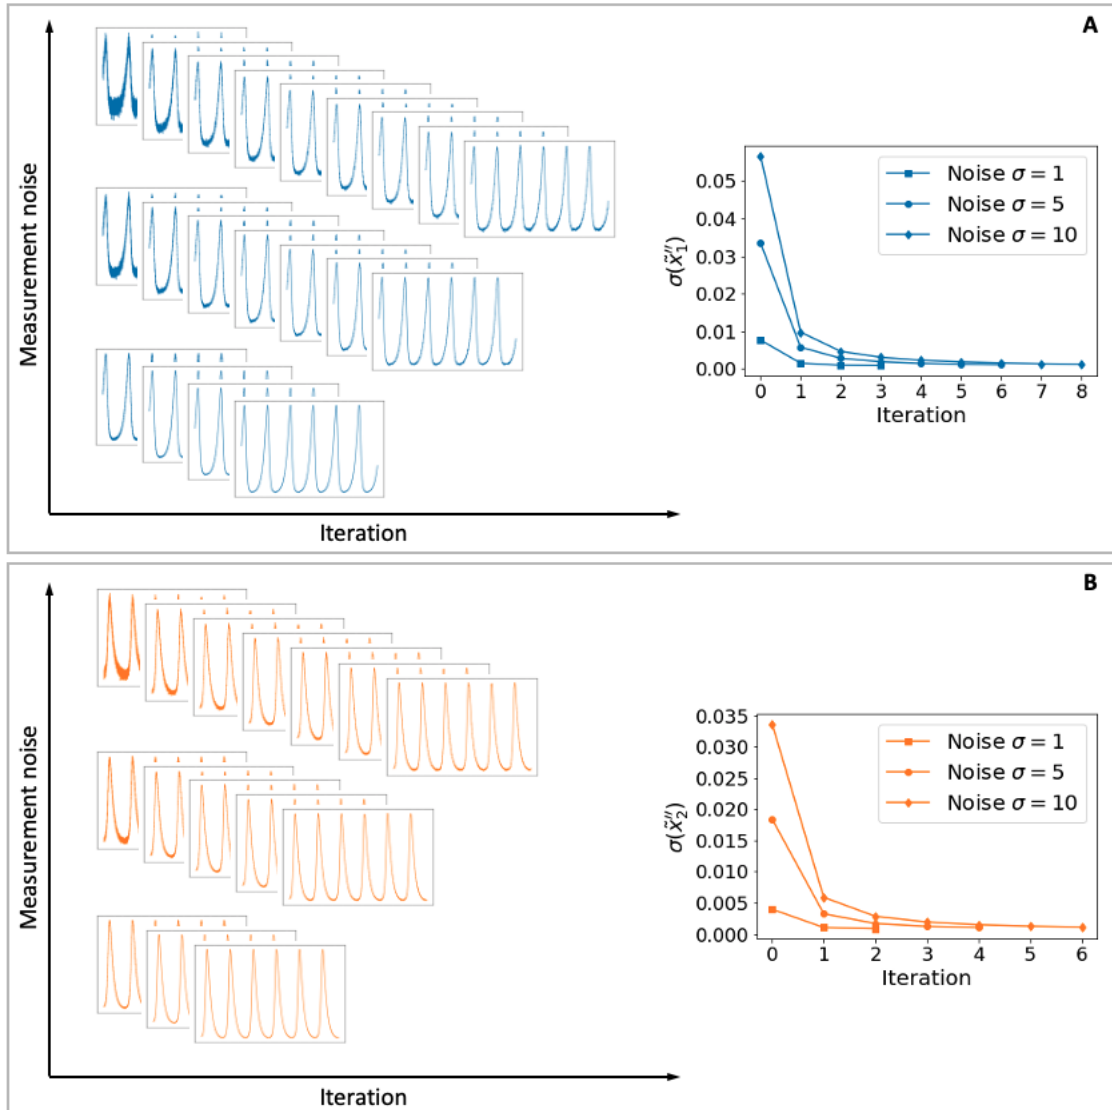 A
Measurement noise
Iteration
σ(x̃₁″)
0.05
0.04
0.03
0.02
0.01
0.00
Noise σ = 1
Noise σ = 5
Noise σ = 10
0 1 2 3 4 5 6 7 8
Iteration
B
Measurement noise
Iteration
σ(x̃₂″)
0.035
0.030
0.025
0.020
0.015
0.010
0.005
0.000
Noise σ = 1
Noise σ = 5
Noise σ = 10
0 1 2 3 4 5 6
Iteration